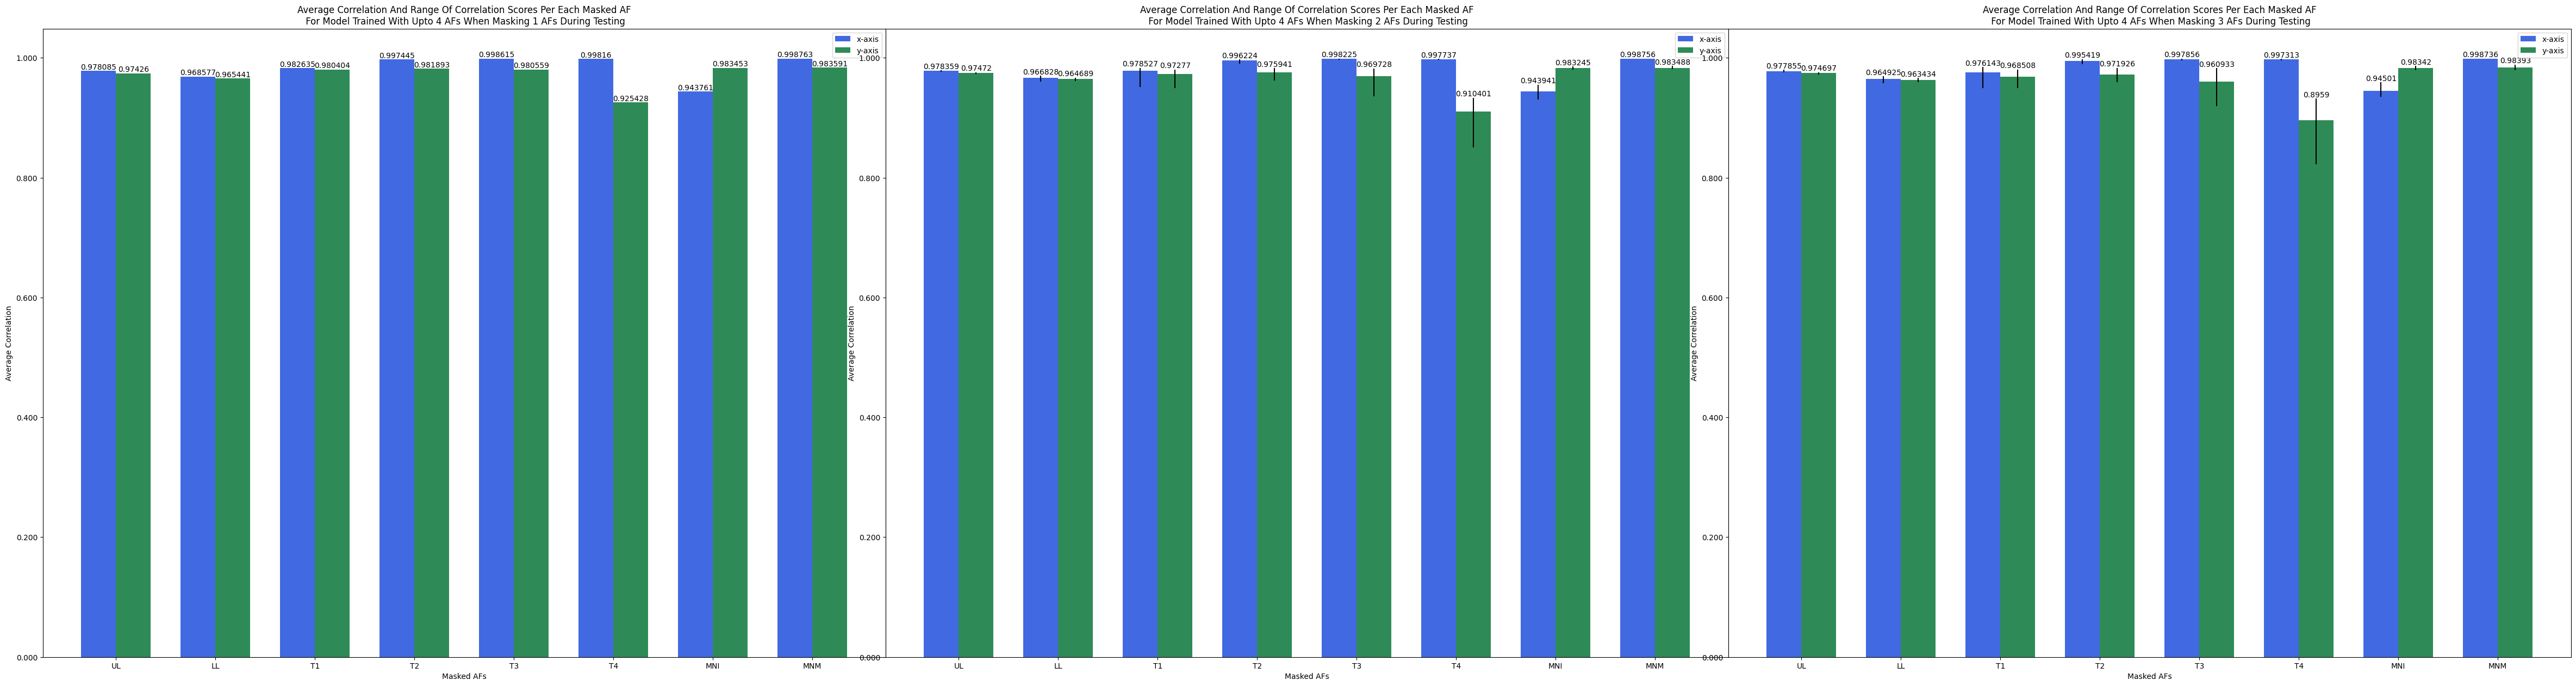 Average Correlation And Range Of Correlation Scores Per Each Masked AF
For Model Trained With Upto 4 AFs When Masking 1 AFs During Testing
x-axis
y-axis
1.000
0.800
0.600
0.400
0.200
0.000
Average Correlation
0.978085
0.97426
0.968577
0.965441
0.982635
0.980404
0.997445
0.981893
0.998615
0.980559
0.99816
0.925428
0.943761
0.983453
0.998763
0.983591
UL
LL
T1
T2
T3
T4
MNI
MNM
Masked AFs
Average Correlation And Range Of Correlation Scores Per Each Masked AF
For Model Trained With Upto 4 AFs When Masking 2 AFs During Testing
x-axis
y-axis
1.000
0.800
0.600
0.400
0.200
0.000
Average Correlation
0.978359
0.97472
0.966828
0.964689
0.978527
0.97277
0.996224
0.975941
0.998225
0.969728
0.997737
0.910401
0.943941
0.983245
0.998756
0.983488
UL
LL
T1
T2
T3
T4
MNI
MNM
Masked AFs
Average Correlation And Range Of Correlation Scores Per Each Masked AF
For Model Trained With Upto 4 AFs When Masking 3 AFs During Testing
x-axis
y-axis
1.000
0.800
0.600
0.400
0.200
0.000
Average Correlation
0.977855
0.974697
0.964925
0.963434
0.976143
0.968508
0.995419
0.971926
0.997856
0.960933
0.997313
0.8959
0.94501
0.98342
0.998736
0.98393
UL
LL
T1
T2
T3
T4
MNI
MNM
Masked AFs